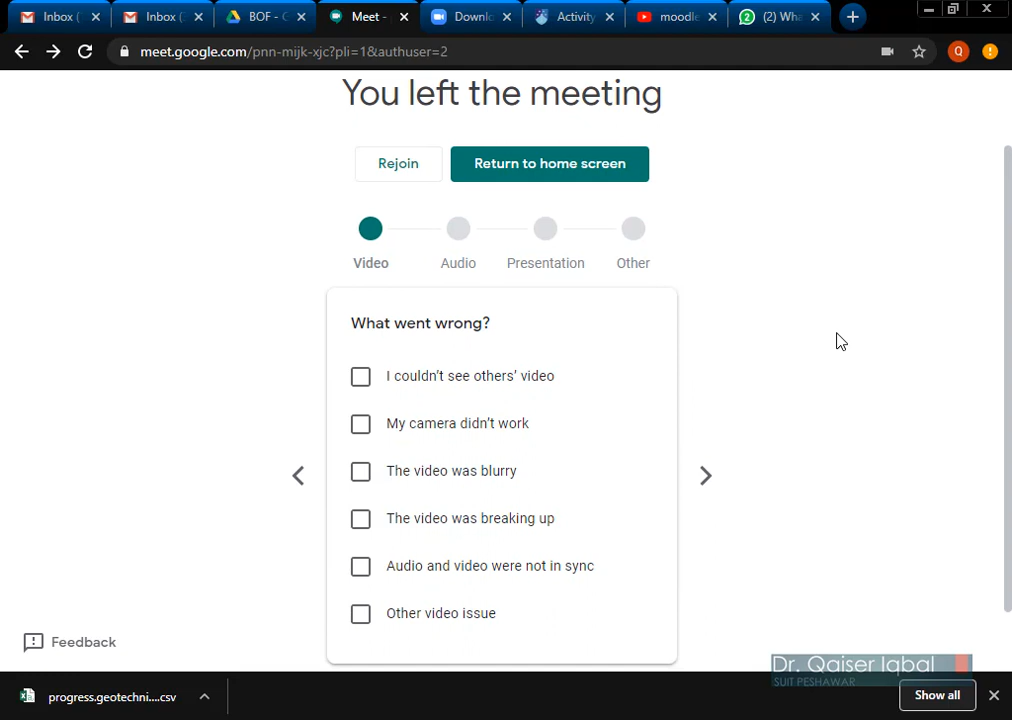 Inbox (
Inbox (
BOF - G
Meet -
Downlo
Activity
moodle
2
(2) Wha
meet.google.com/pnn-mijk-xjc?pli=1&authuser=2
Q
You left the meeting
Rejoin
Return to home screen
Video
Audio
Presentation
Other
What went wrong?
I couldn't see others' video
My camera didn't work
The video was blurry
The video was breaking up
Audio and video were not in sync
Other video issue
Feedback
Dr. Qaiser Iqbal
SUIT PESHAWAR
progress.geotechni....csv
Show all